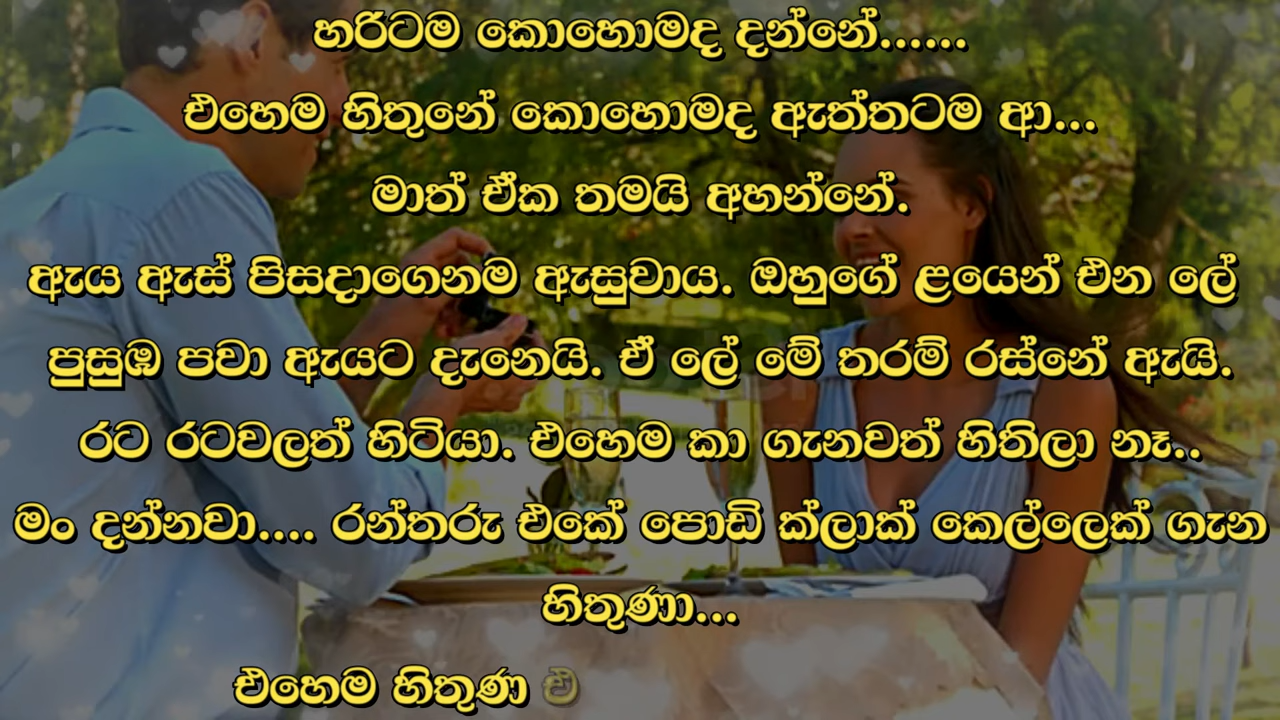 හරිටම කොහොමද දන්නේ......
එහෙම හිතුනේ කොහොමද ඇත්තටම ආ...
මාත් ඒක තමයි අහන්නේ.
ඇය ඇස් පිසදාගෙනම ඇසුවාය. ඔහුගේ ළයෙන් එන ලේ
පුසුඹ පවා ඇයට දැනෙයි. ඒ ලේ මේ තරම් රස්නේ ඇයි.
රට රටවලත් හිටියා. එහෙම කා ගැනවත් හිතිලා නෑ..
මං දන්නවා.... රන්තරු එකේ පොඩි ක්ලාක් කෙල්ලෙක් ගැන
හිතුණා...
එහෙම හිතුණ එ